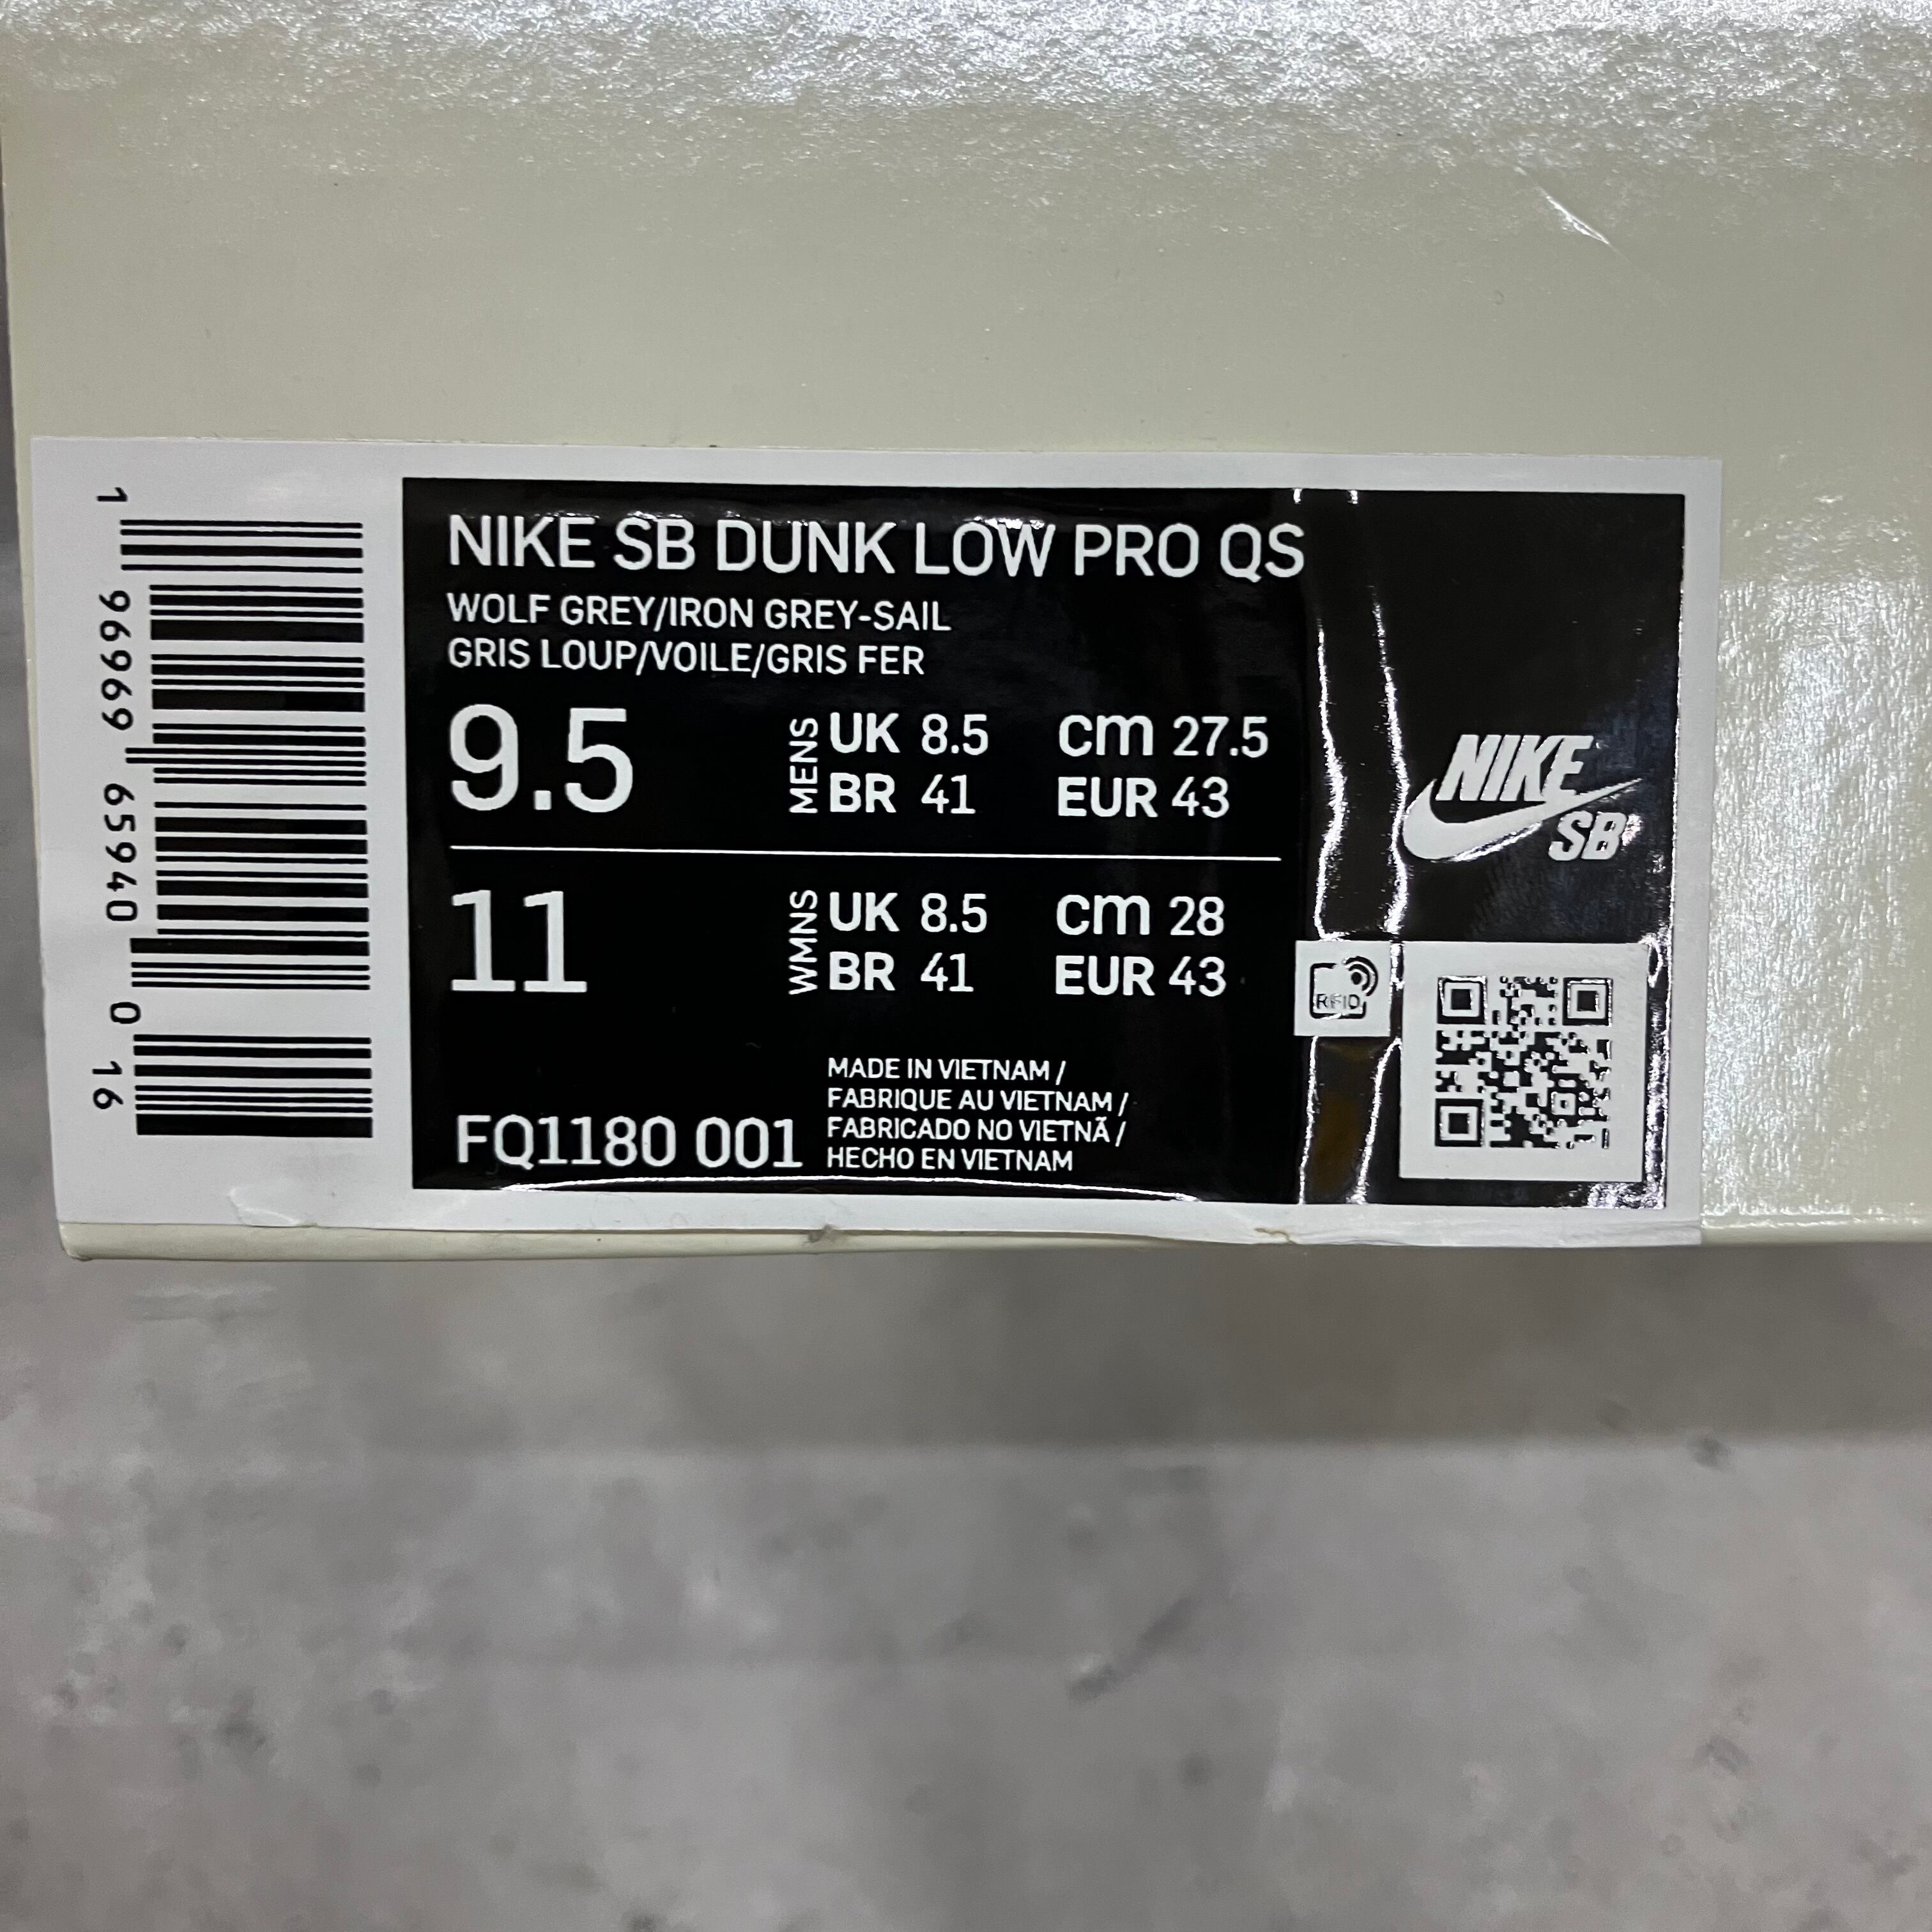 1 96969 65940 0 16
NIKE SB DUNK LOW PRO QS
WOLF GREY/IRON GREY-SAIL
GRIS LOUP/VOILE/GRIS FER
9.5 MENS UK 8.5 cm 27.5
BR 41 EUR 43
11 WMNS UK 8.5 cm 28
BR 41 EUR 43
FQ1180 001
MADE IN VIETNAM /
FABRIQUE AU VIETNAM /
FABRICADO NO VIETNÃ /
HECHO EN VIETNAM
NIKE
SB
RFID